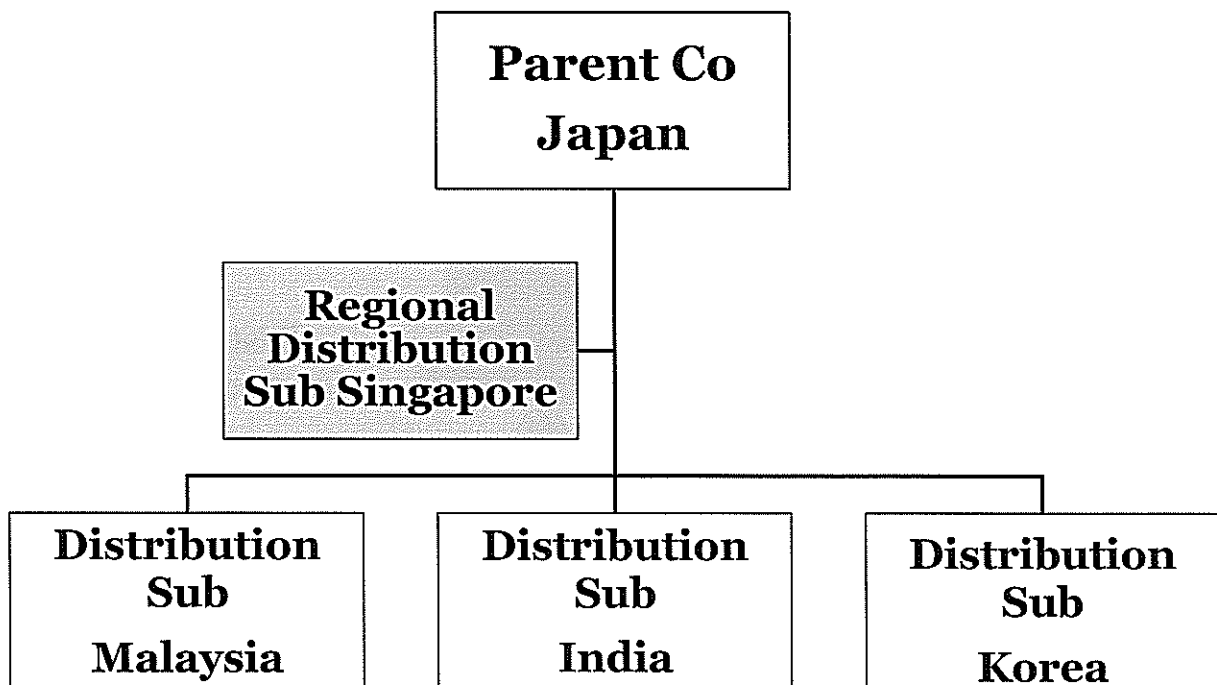 Parent Co
Japan
Regional
Distribution
Sub Singapore
Distribution
Sub
Malaysia
Distribution
Sub
India
Distribution
Sub
Korea